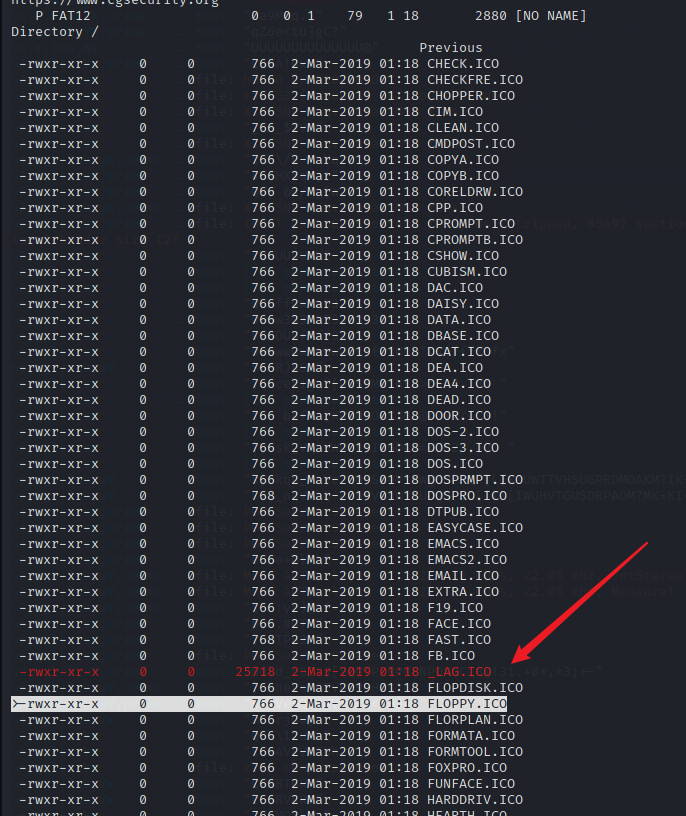 https://www.cgsecurity.org
P FAT12 0 0 1 79 1 18 2880 [NO NAME]
Directory /
Previous
-rwxr-xr-x 0 0 766 2-Mar-2019 01:18 CHECK.ICO
-rwxr-xr-x 0 0 766 2-Mar-2019 01:18 CHECKFRE.ICO
-rwxr-xr-x 0 0 766 2-Mar-2019 01:18 CHOPPER.ICO
-rwxr-xr-x 0 0 766 2-Mar-2019 01:18 CIM.ICO
-rwxr-xr-x 0 0 766 2-Mar-2019 01:18 CLEAN.ICO
-rwxr-xr-x 0 0 766 2-Mar-2019 01:18 CMDPOST.ICO
-rwxr-xr-x 0 0 766 2-Mar-2019 01:18 COPYA.ICO
-rwxr-xr-x 0 0 766 2-Mar-2019 01:18 COPYB.ICO
-rwxr-xr-x 0 0 766 2-Mar-2019 01:18 CORELDRW.ICO
-rwxr-xr-x 0 0 766 2-Mar-2019 01:18 CPP.ICO
-rwxr-xr-x 0 0 766 2-Mar-2019 01:18 CPROMPT.ICO
-rwxr-xr-x 0 0 766 2-Mar-2019 01:18 CPROMPTB.ICO
-rwxr-xr-x 0 0 766 2-Mar-2019 01:18 CSHOW.ICO
-rwxr-xr-x 0 0 766 2-Mar-2019 01:18 CUBISM.ICO
-rwxr-xr-x 0 0 766 2-Mar-2019 01:18 DAC.ICO
-rwxr-xr-x 0 0 766 2-Mar-2019 01:18 DAISY.ICO
-rwxr-xr-x 0 0 766 2-Mar-2019 01:18 DATA.ICO
-rwxr-xr-x 0 0 766 2-Mar-2019 01:18 DBASE.ICO
-rwxr-xr-x 0 0 766 2-Mar-2019 01:18 DCAT.ICO
-rwxr-xr-x 0 0 766 2-Mar-2019 01:18 DEA.ICO
-rwxr-xr-x 0 0 766 2-Mar-2019 01:18 DEA4.ICO
-rwxr-xr-x 0 0 766 2-Mar-2019 01:18 DEAD.ICO
-rwxr-xr-x 0 0 766 2-Mar-2019 01:18 DOOR.ICO
-rwxr-xr-x 0 0 766 2-Mar-2019 01:18 DOS-2.ICO
-rwxr-xr-x 0 0 766 2-Mar-2019 01:18 DOS-3.ICO
-rwxr-xr-x 0 0 766 2-Mar-2019 01:18 DOS.ICO
-rwxr-xr-x 0 0 766 2-Mar-2019 01:18 DOSPRMPT.ICO
-rwxr-xr-x 0 0 768 2-Mar-2019 01:18 DOSPRO.ICO
-rwxr-xr-x 0 0 766 2-Mar-2019 01:18 DTPUB.ICO
-rwxr-xr-x 0 0 766 2-Mar-2019 01:18 EASYCASE.ICO
-rwxr-xr-x 0 0 766 2-Mar-2019 01:18 EMACS.ICO
-rwxr-xr-x 0 0 766 2-Mar-2019 01:18 EMACS2.ICO
-rwxr-xr-x 0 0 766 2-Mar-2019 01:18 EMAIL.ICO
-rwxr-xr-x 0 0 766 2-Mar-2019 01:18 EXTRA.ICO
-rwxr-xr-x 0 0 766 2-Mar-2019 01:18 F19.ICO
-rwxr-xr-x 0 0 766 2-Mar-2019 01:18 FACE.ICO
-rwxr-xr-x 0 0 768 2-Mar-2019 01:18 FAST.ICO
-rwxr-xr-x 0 0 766 2-Mar-2019 01:18 FB.ICO
-rwxr-xr-x 0 0 25718 2-Mar-2019 01:18 _LAG.ICO
-rwxr-xr-x 0 0 766 2-Mar-2019 01:18 FLOPDISK.ICO
>-rwxr-xr-x 0 0 766 2-Mar-2019 01:18 FLOPPY.ICO
-rwxr-xr-x 0 0 766 2-Mar-2019 01:18 FLORPLAN.ICO
-rwxr-xr-x 0 0 766 2-Mar-2019 01:18 FORMATA.ICO
-rwxr-xr-x 0 0 766 2-Mar-2019 01:18 FORMTOOL.ICO
-rwxr-xr-x 0 0 766 2-Mar-2019 01:18 FOXPRO.ICO
-rwxr-xr-x 0 0 766 2-Mar-2019 01:18 FUNFACE.ICO
-rwxr-xr-x 0 0 766 2-Mar-2019 01:18 HARDDRIV.ICO
-rwxr-xr-x 0 0 766 2-Mar-2019 01:18 HEARTH.ICO